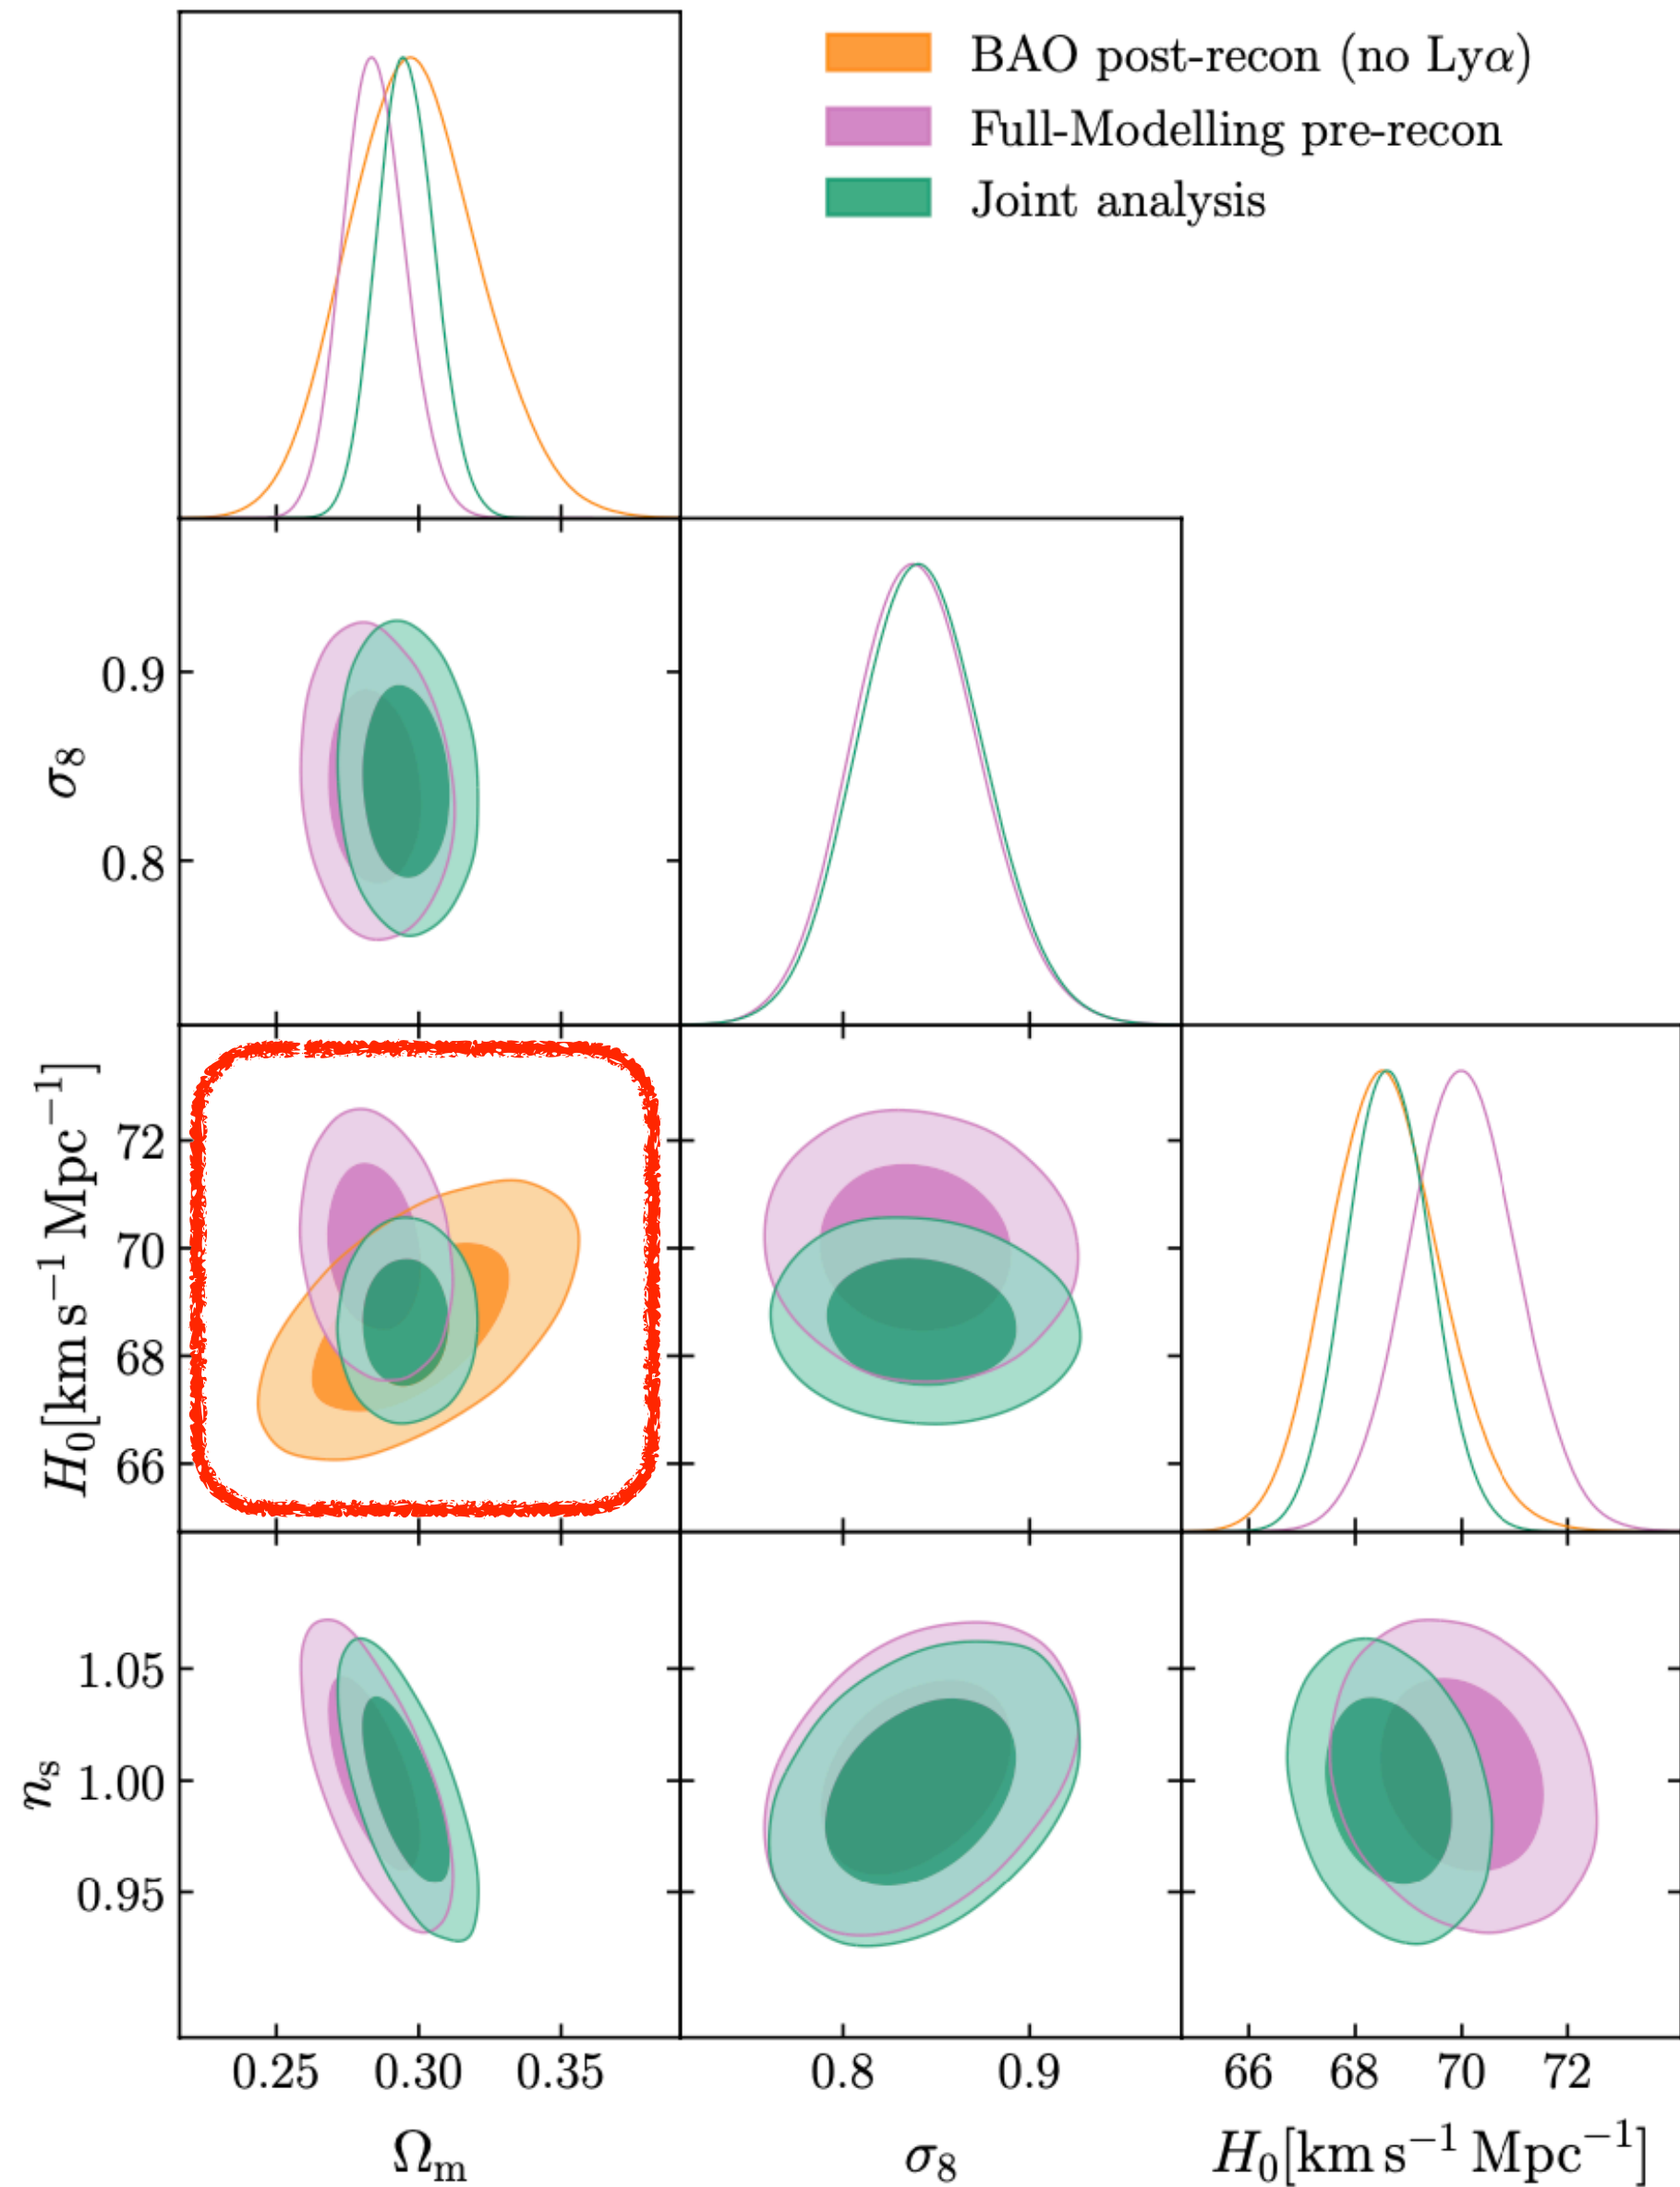 BAO post-recon (no Lyα)
Full-Modelling pre-recon
Joint analysis
0.9
σ₈
0.8
H₀[km s⁻¹ Mpc⁻¹]
72
70
68
66
1.05
nₛ
1.00
0.95
0.25 0.30 0.35 0.8 0.9 66 68 70 72
Ωₘ σ₈ H₀[km s⁻¹ Mpc⁻¹]